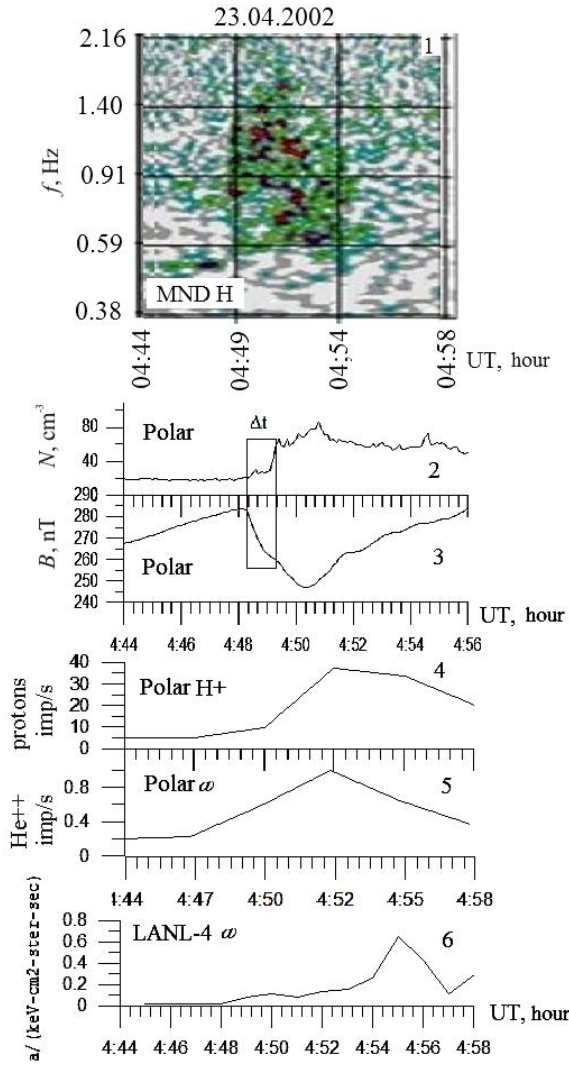 23.04.2002
2.16
1
1.40
f, Hz
0.91
0.59
MND H
0.38
04:44
04:49
04;54
04:58
UT, hour
N, cm-3
80
Polar
Δt
40
2
0
290
B, nT
280
270
260
Polar
3
250
240
UT, hour
4:44 4:46 4:48 4:50 4:52 4:54 4:56
protons
imp/s
40
30
20
10
0
Polar H+
4
He++
imp/s
0.8
0.4
0
Polar α
5
1:44 4:47 4:50 4:52 4:55 4:58
a/(keV-cm2-ster-sec)
0.8
0.6
0.4
0.2
0
LANL-4 α
6
UT, hour
4:44 4:46 4:48 4:50 4:52 4:54 4:56 4:58